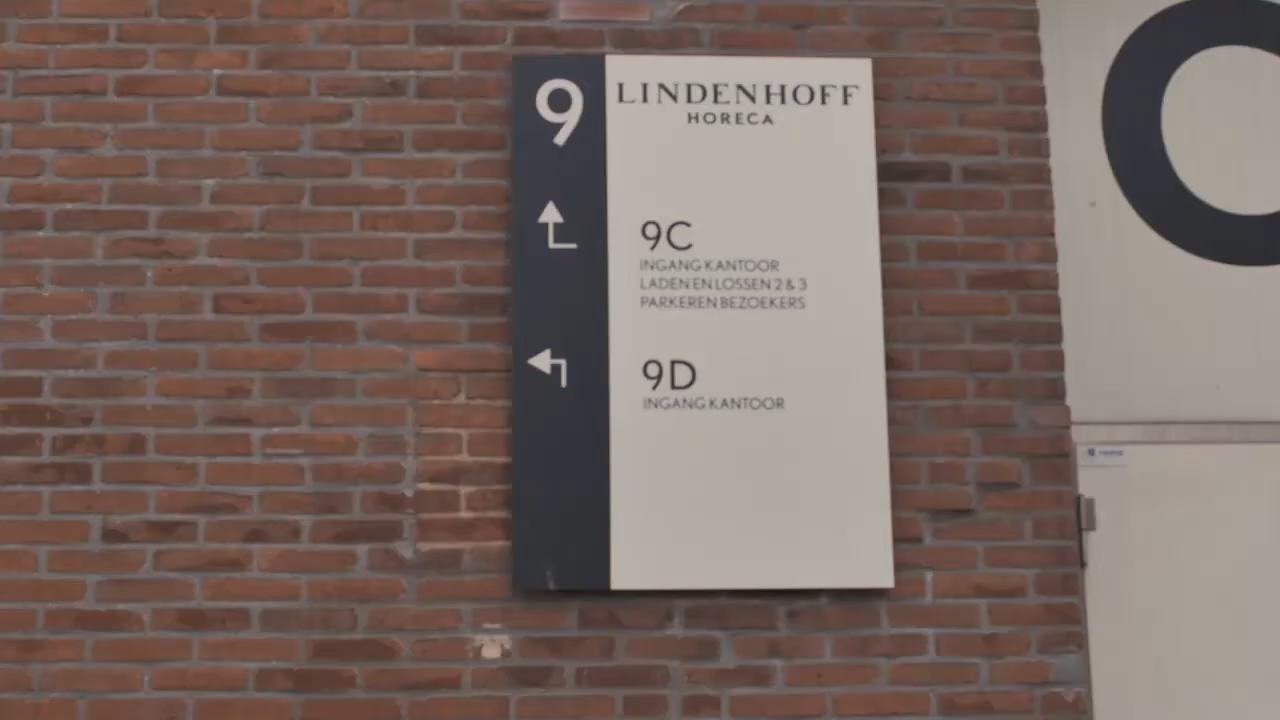 9
LINDENHOFF
HORECA
9C
INGANG KANTOOR
LADEN EN LOSSEN 2 & 3
PARKEREN BEZOEKERS
9D
INGANG KANTOOR